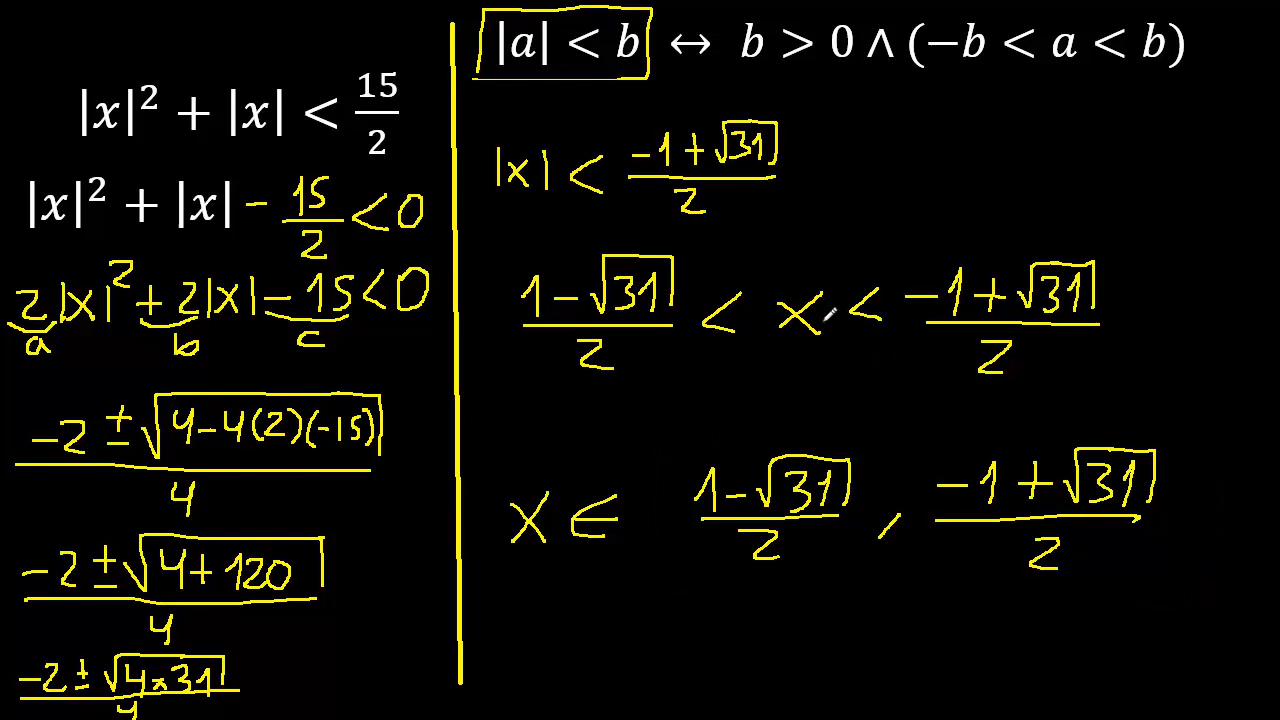 |x|² + |x| < 15/2
|x|² + |x| - 15/2 < 0
2|x|² + 2|x| - 15 < 0
a b c
(-2 ± √(4-4(2)(-15)))/4
(-2 ± √(4+120))/4
(-2 ± √(4×31))/4
|a| < b ↔ b > 0 ∧ (−b < a < b)
|x| < (-1+√31)/2
(1-√31)/2 < x < (-1+√31)/2
x ∈ (1-√31)/2 , (-1+√31)/2